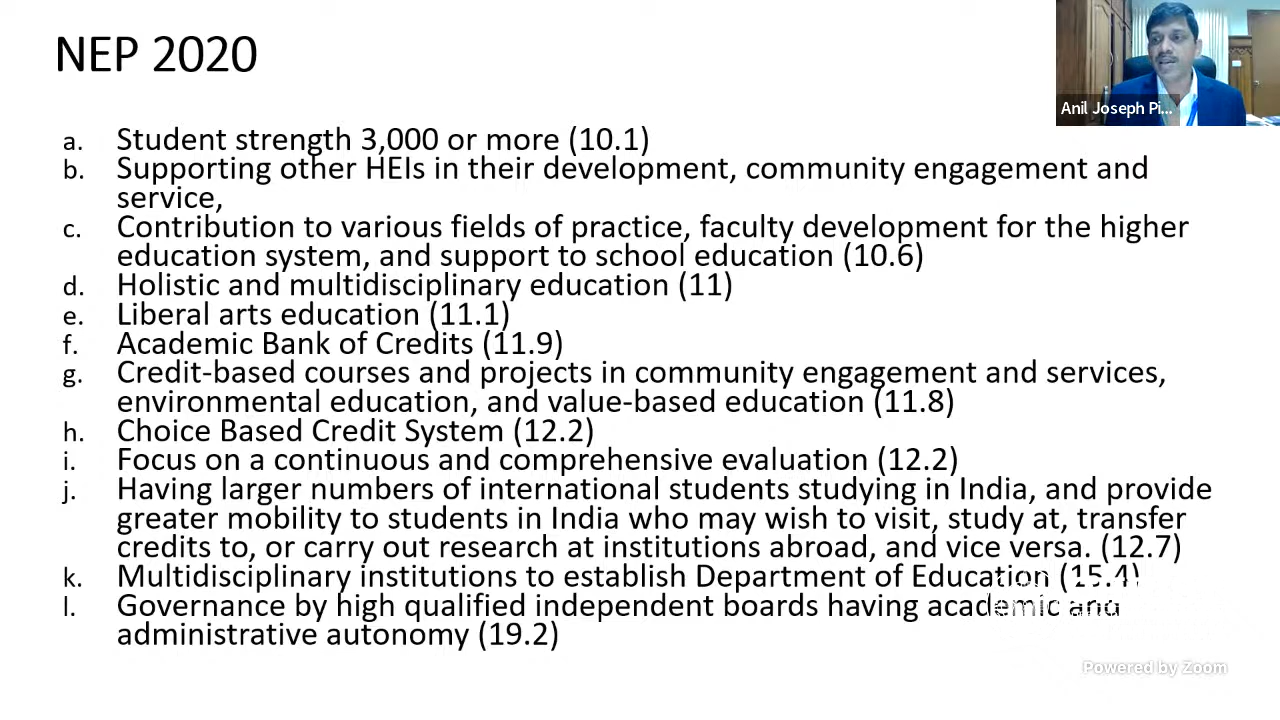 NEP 2020
Anil Joseph Pi...
a. Student strength 3,000 or more (10.1)
b. Supporting other HEIs in their development, community engagement and
service,
c. Contribution to various fields of practice, faculty development for the higher
education system, and support to school education (10.6)
d. Holistic and multidisciplinary education (11)
e. Liberal arts education (11.1)
f. Academic Bank of Credits (11.9)
g. Credit-based courses and projects in community engagement and services,
environmental education, and value-based education (11.8)
h. Choice Based Credit System (12.2)
i. Focus on a continuous and comprehensive evaluation (12.2)
j. Having larger numbers of international students studying in India, and provide
greater mobility to students in India who may wish to visit, study at, transfer
credits to, or carry out research at institutions abroad, and vice versa. (12.7)
k. Multidisciplinary institutions to establish Department of Education (15.4)
l. Governance by high qualified independent boards having academic and
administrative autonomy (19.2)
Powered by Zoom